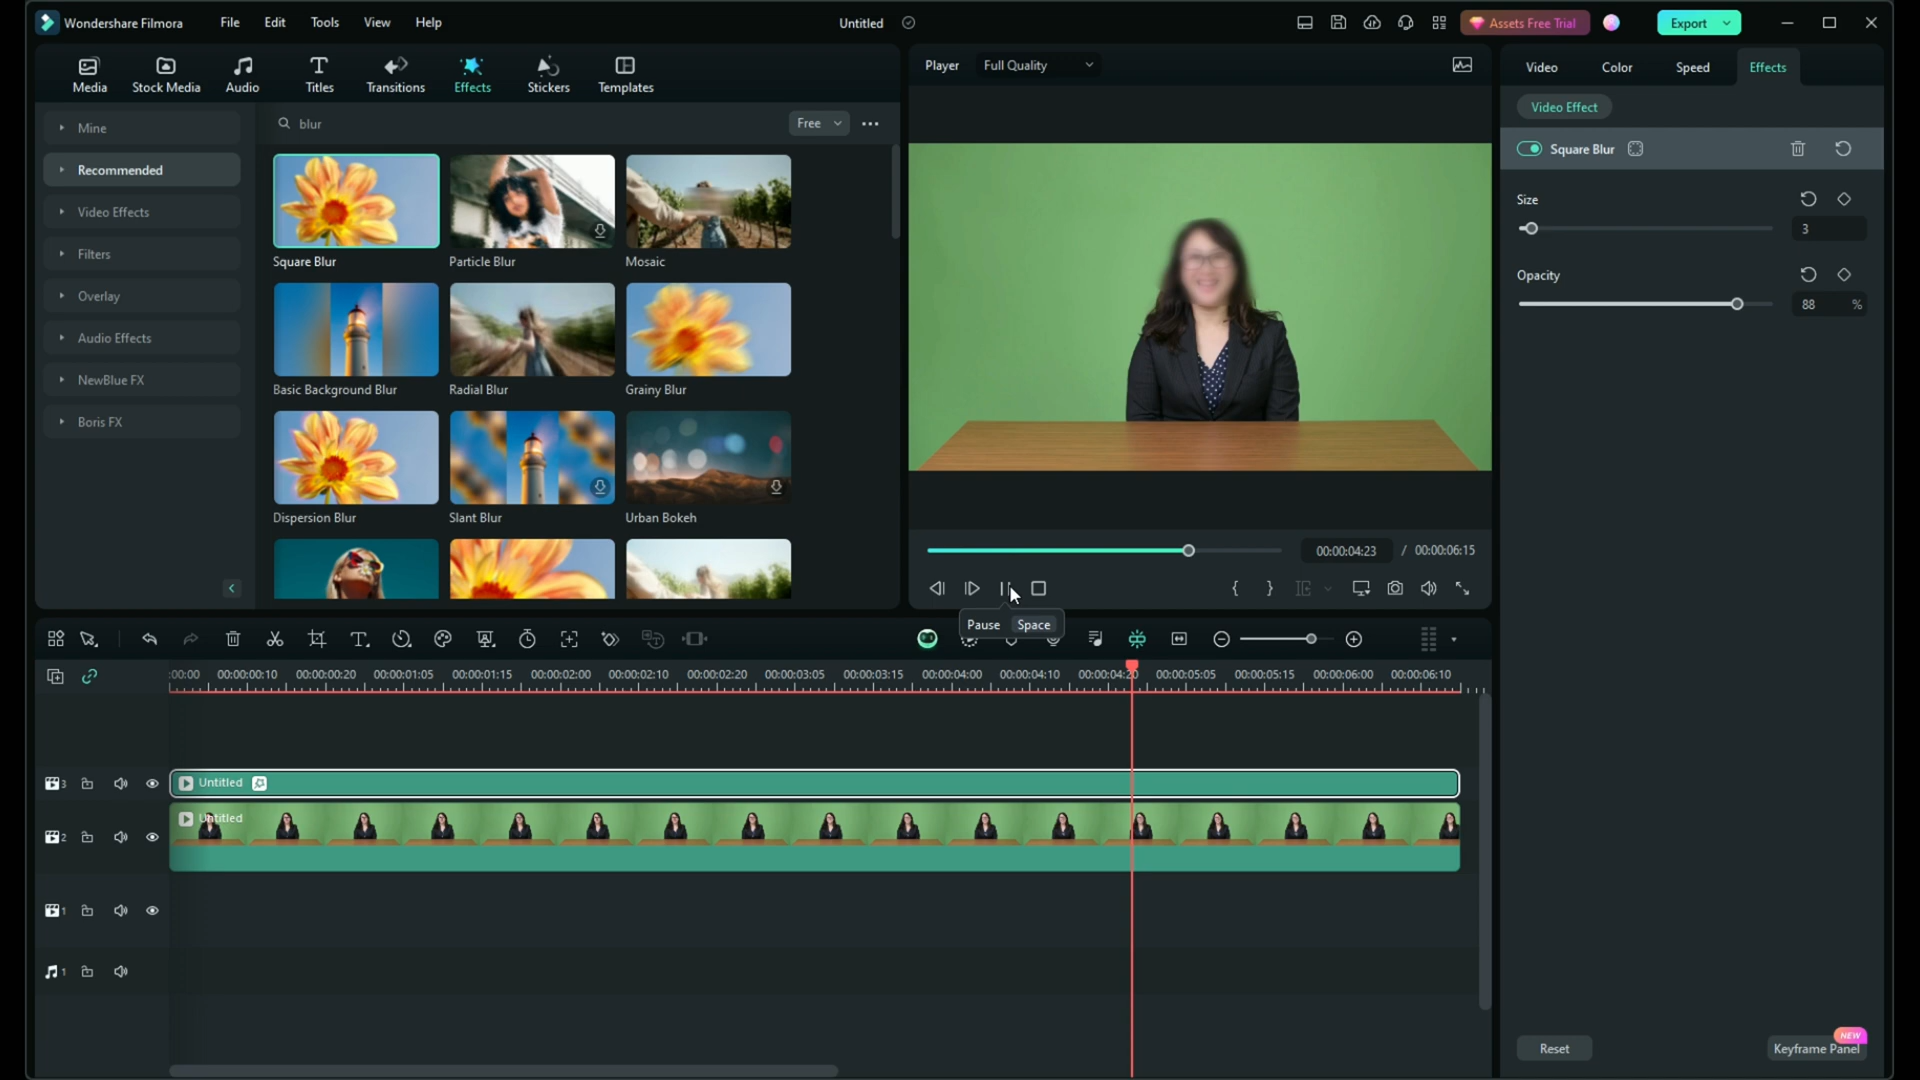 Wondershare Filmora
File Edit Tools View Help
Untitled
Assets Free Trial
Export
Media Stock Media Audio Titles Transitions Effects Stickers Templates
Player Full Quality
Video Color Speed Effects
Video Effect
Mine
Recommended
Video Effects
Filters
Overlay
Audio Effects
NewBlue FX
Boris FX
blur
Free
Square Blur Particle Blur Mosaic
Basic Background Blur Radial Blur Grainy Blur
Dispersion Blur Slant Blur Urban Bokeh
Square Blur
Size
3
Opacity
88 %
00:00:04:23 / 00:00:06:15
Pause Space
:00:00 00:00:00:10 00:00:00:20 00:00:01:05 00:00:01:15 00:00:02:00 00:00:02:10 00:00:02:20 00:00:03:05 00:00:03:15 00:00:04:00 00:00:04:10 00:00:04:20 00:00:05:05 00:00:05:15 00:00:06:00 00:00:06:10
3 Untitled
2 Untitled
1
1
Reset
NEW
Keyframe Panel